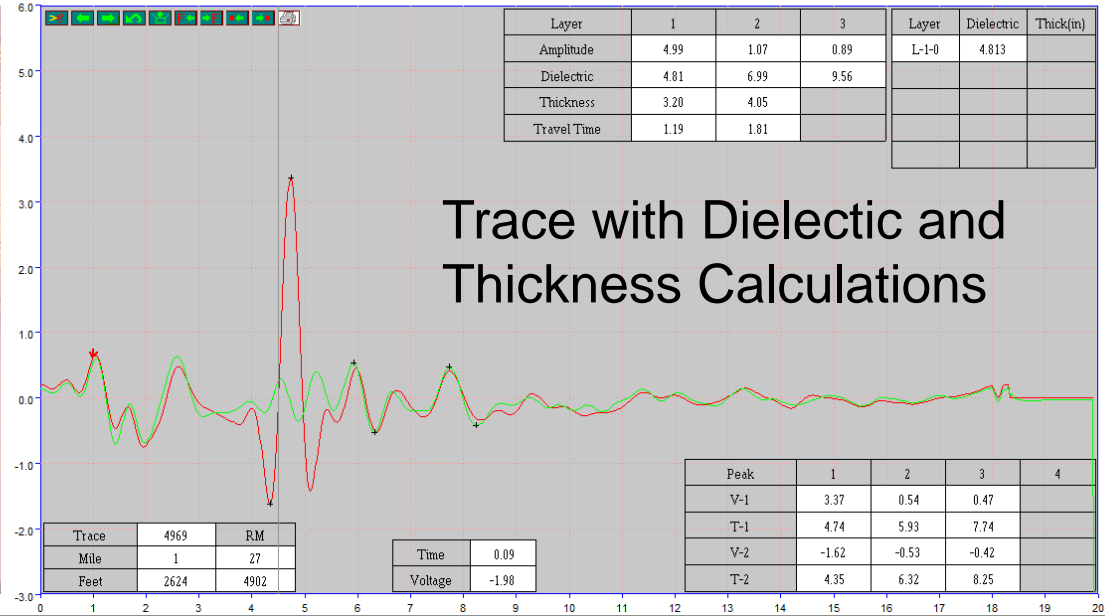 6.0
Layer 1 2 3
Amplitude 4.99 1.07 0.89
Dielectric 4.81 6.99 9.56
Thickness 3.20 4.05
Travel Time 1.19 1.81
Layer Dielectric Thick(in)
L-1-0 4.813
5.0
4.0
3.0
Trace with Dielectic and
Thickness Calculations
2.0
1.0
0.0
-1.0
-2.0
-3.0
Trace 4969 RM
Mile 1 27
Feet 2624 4902
Time 0.09
Voltage -1.98
Peak 1 2 3 4
V-1 3.37 0.54 0.47
T-1 4.74 5.93 7.74
V-2 -1.62 -0.53 -0.42
T-2 4.35 6.32 8.25
0 1 2 3 4 5 6 7 8 9 10 11 12 13 14 15 16 17 18 19 20